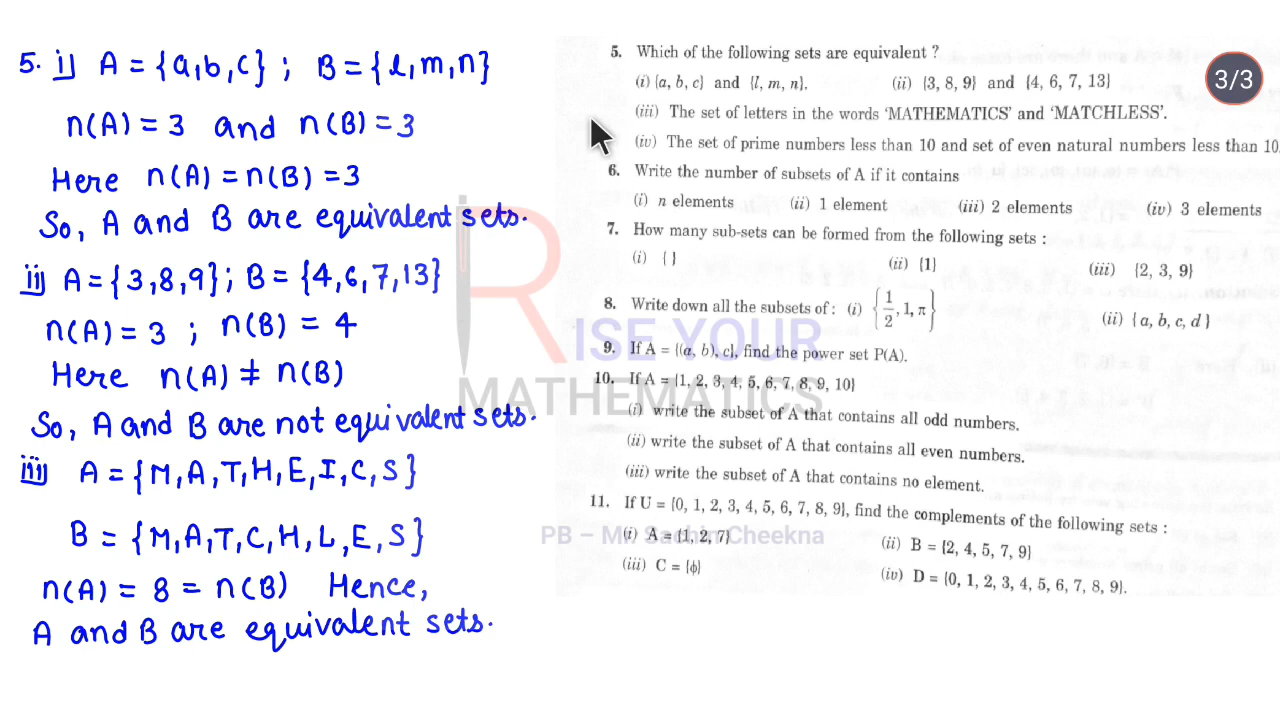 5. i) A = {a,b,c} ; B = {l,m,n}
n(A) = 3 and n(B) = 3
Here n(A) = n(B) = 3
So, A and B are equivalent sets.
ii) A = {3,8,9} ; B = {4,6,7,13}
n(A) = 3 ; n(B) = 4
Here n(A) ≠ n(B)
So, A and B are not equivalent sets.
iii) A = {M,A,T,H,E,I,C,S}
B = {M,A,T,C,H,L,E,S}
n(A) = 8 = n(B) Hence,
A and B are equivalent sets.
3/3
5. Which of the following sets are equivalent ?
(i) {a, b, c} and {l, m, n}. (ii) {3, 8, 9} and {4, 6, 7, 13}
(iii) The set of letters in the words 'MATHEMATICS' and 'MATCHLESS'.
(iv) The set of prime numbers less than 10 and set of even natural numbers less than 10.
6. Write the number of subsets of A if it contains
(i) n elements (ii) 1 element (iii) 2 elements (iv) 3 elements
7. How many sub-sets can be formed from the following sets :
(i) { } (ii) {1} (iii) {2, 3, 9}
8. Write down all the subsets of : (i) {1/2, 1, π} (ii) {a, b, c, d}
9. If A = {(a, b), c}, find the power set P(A).
10. If A = {1, 2, 3, 4, 5, 6, 7, 8, 9, 10}
(i) write the subset of A that contains all odd numbers.
(ii) write the subset of A that contains all even numbers.
(iii) write the subset of A that contains no element.
11. If U = {0, 1, 2, 3, 4, 5, 6, 7, 8, 9}, find the complements of the following sets :
(i) A = {1, 2, 7} (ii) B = {2, 4, 5, 7, 9}
(iii) C = {ϕ} (iv) D = {0, 1, 2, 3, 4, 5, 6, 7, 8, 9}.
RISE YOUR
MATHEMATICS